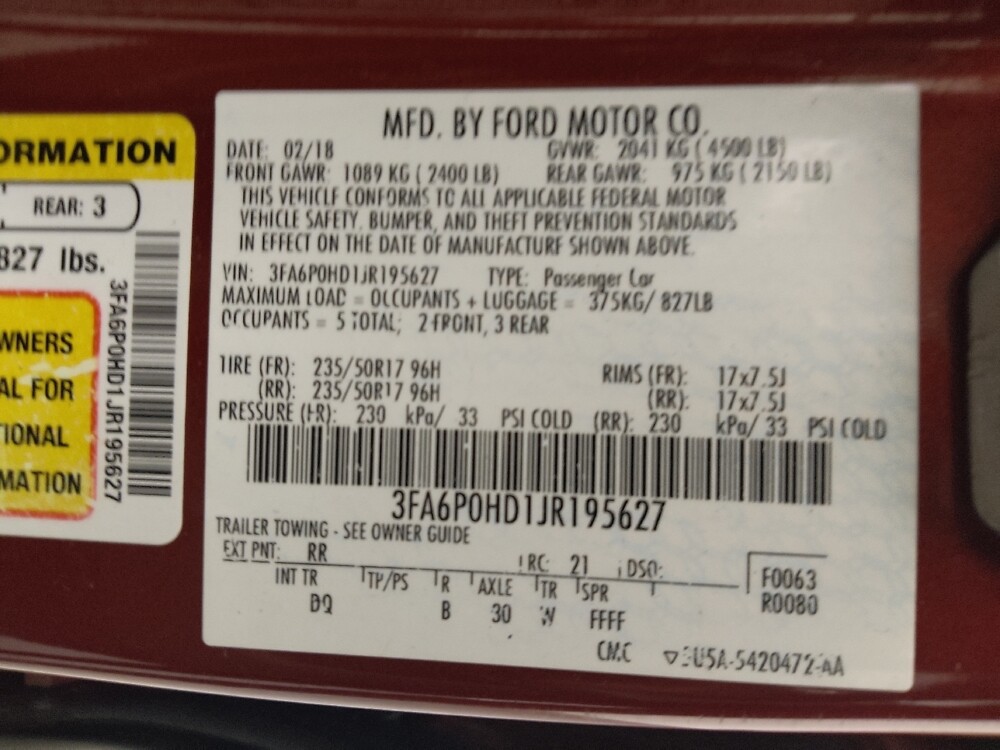 ORMATION
REAR: 3
827 lbs.
WNERS
AL FOR
TIONAL
MATION
3FA6P0HD1JR195627
MFD. BY FORD MOTOR CO.
DATE: 02/18 GVWR: 2041 KG ( 4500 LB)
FRONT GAWR: 1089 KG ( 2400 LB) REAR GAWR: 975 KG ( 2150 LB)
THIS VEHICLE CONFORMS TO ALL APPLICABLE FEDERAL MOTOR
VEHICLE SAFETY, BUMPER, AND THEFT PREVENTION STANDARDS
IN EFFECT ON THE DATE OF MANUFACTURE SHOWN ABOVE.
VIN: 3FA6P0HD1JR195627 TYPE: Passenger Car
MAXIMUM LOAD = OCCUPANTS + LUGGAGE = 375KG/ 827LB
OCCUPANTS = 5 TOTAL; 2 FRONT, 3 REAR
TIRE (FR): 235/50R17 96H RIMS (FR): 17x7.5J
(RR): 235/50R17 96H (RR): 17x7.5J
PRESSURE (FR): 230 kPa/ 33 PSI COLD (RR): 230 kPa/ 33 PSI COLD
3FA6P0HD1JR195627
TRAILER TOWING - SEE OWNER GUIDE
EXT PNT: RR RC: 21 DSO:
INT TR TP/PS R AXLE TR SPR
DQ B 30 W FFFF
F0063
R0080
CMC 5U5A-5420472-AA